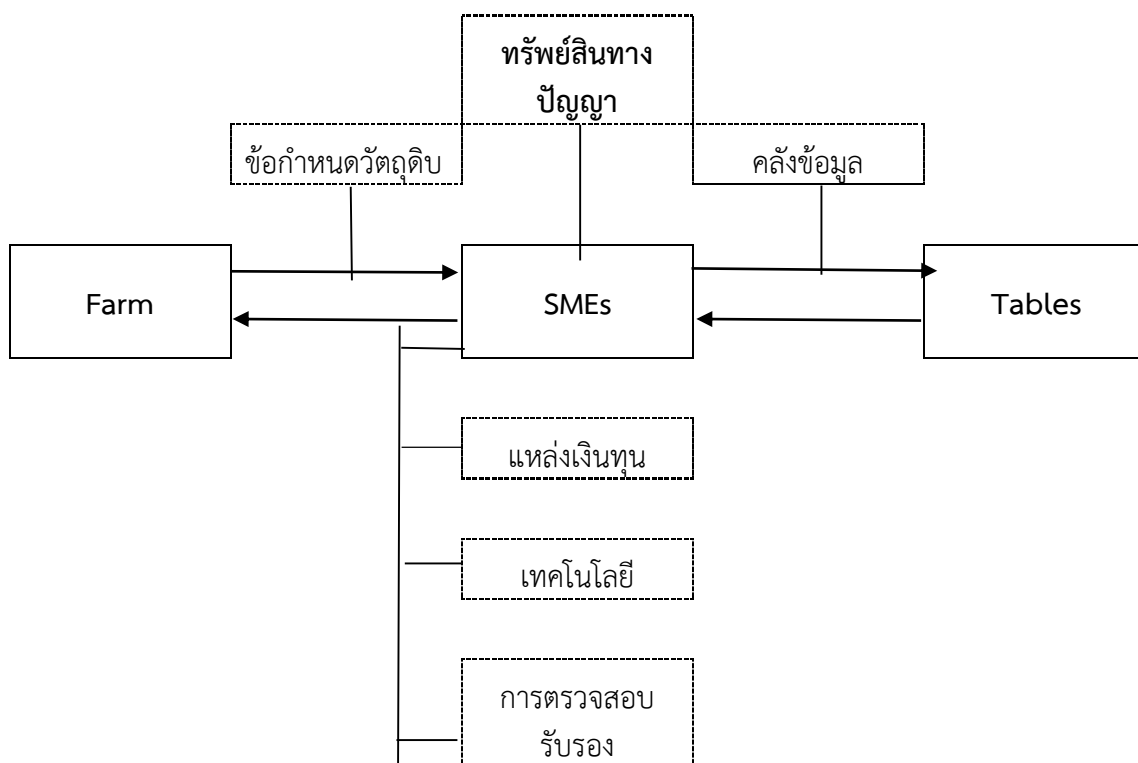 ทรัพย์สินทาง
ปัญญา
ข้อกำหนดวัตถุดิบ
คลังข้อมูล
Farm
SMEs
Tables
แหล่งเงินทุน
เทคโนโลยี
การตรวจสอบ
รับรอง